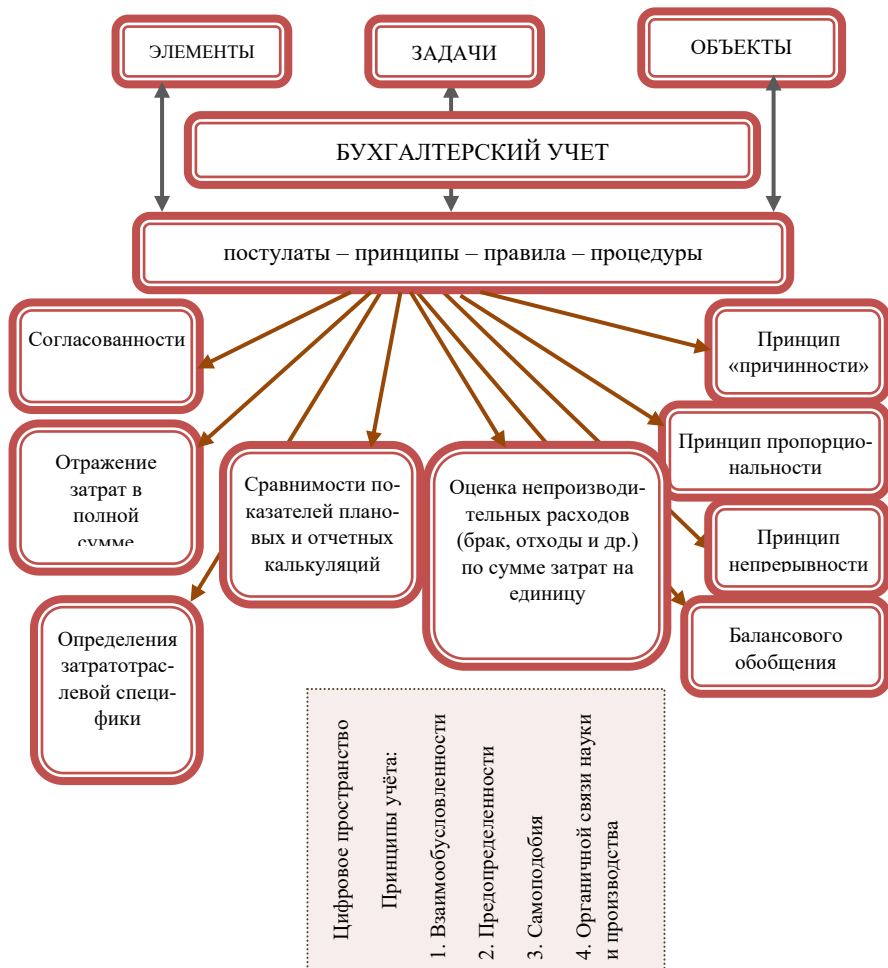 ЭЛЕМЕНТЫ
ЗАДАЧИ
ОБЪЕКТЫ
БУХГАЛТЕРСКИЙ УЧЕТ
постулаты – принципы – правила – процедуры
Согласованности
Принцип
«причинности»
Отражение
затрат в
полной
сумме
Сравнимости по-
казателей плано-
вых и отчетных
калькуляций
Оценка непроизводи-
тельных расходов
(брак, отходы и др.)
по сумме затрат на
единицу
Принцип пропорцио-
нальности
Принцип
непрерывности
Определения
затратотрас-
левой специ-
фики
Балансового
обобщения
Цифровое пространство
Принципы учёта:
1. Взаимообусловленности
2. Предопределенности
3. Самоподобия
4. Органичной связи науки
и производства